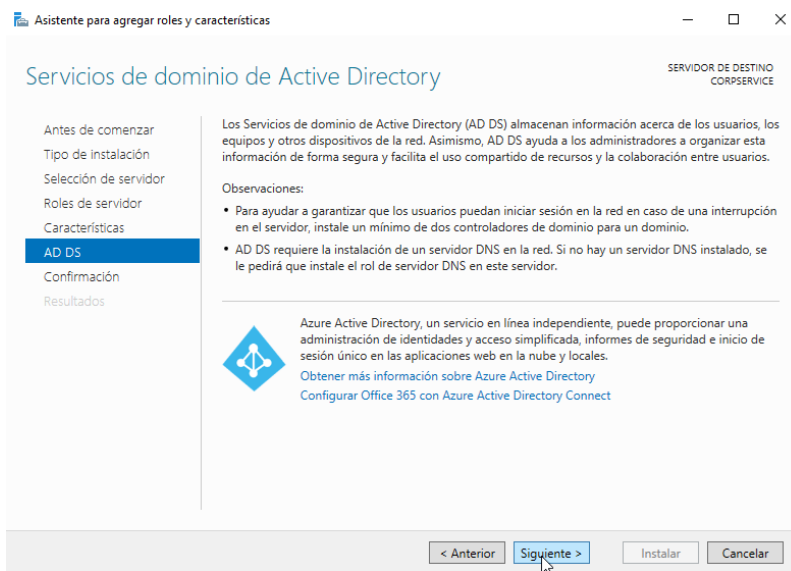 Asistente para agregar roles y características
Servicios de dominio de Active Directory
SERVIDOR DE DESTINO
CORPSERVICE
Antes de comenzar
Tipo de instalación
Selección de servidor
Roles de servidor
Características
AD DS
Confirmación
Resultados
Los Servicios de dominio de Active Directory (AD DS) almacenan información acerca de los usuarios, los
equipos y otros dispositivos de la red. Asimismo, AD DS ayuda a los administradores a organizar esta
información de forma segura y facilita el uso compartido de recursos y la colaboración entre usuarios.
Observaciones:
• Para ayudar a garantizar que los usuarios puedan iniciar sesión en la red en caso de una interrupción
en el servidor, instale un mínimo de dos controladores de dominio para un dominio.
• AD DS requiere la instalación de un servidor DNS en la red. Si no hay un servidor DNS instalado, se
le pedirá que instale el rol de servidor DNS en este servidor.
Azure Active Directory, un servicio en línea independiente, puede proporcionar una
administración de identidades y acceso simplificada, informes de seguridad e inicio de
sesión único en las aplicaciones web en la nube y locales.
Obtener más información sobre Azure Active Directory
Configurar Office 365 con Azure Active Directory Connect
< Anterior
Siguiente >
Instalar
Cancelar